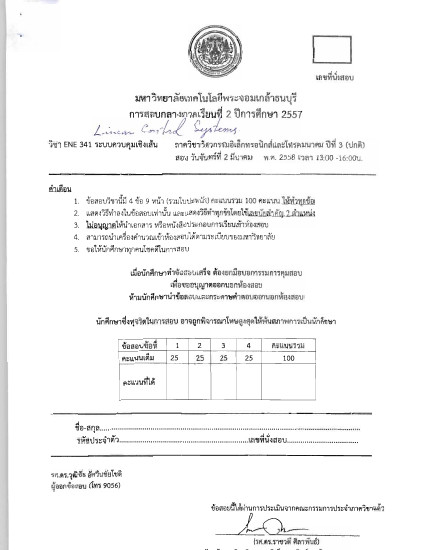 เลขที่นั่งสอบ
มหาวิทยาลัยเทคโนโลยีพระจอมเกล้าธนบุรี
การสอบกลางภาคเรียนที่ 2 ปีการศึกษา 2557
Linear Control Systems
วิชา ENE 341 ระบบควบคุมเชิงเส้น ภาควิชาวิศวกรรมอิเล็กทรอนิกส์และโทรคมนาคม ปีที่ 3 (ปกติ)
สอบ วันจันทร์ที่ 2 มีนาคม พ.ศ. 2558 เวลา 13:00 -16:00น.
คำเตือน
1. ข้อสอบวิชานี้มี 4 ข้อ 9 หน้า (รวมใบปะหน้า) คะแนนรวม 100 คะแนน ให้ทำทุกข้อ
2. แสดงวิธีทำลงในข้อสอบเท่านั้น และแสดงวิธีทำทุกข้อโดยใช้เลขนัยสำคัญ 2 ตำแหน่ง
3. ไม่อนุญาตให้นำเอกสาร หรือหนังสือประกอบการเรียนเข้าห้องสอบ
4. สามารถนำเครื่องคำนวณเข้าห้องสอบได้ตามระเบียบของมหาวิทยาลัย
5. ขอให้นักศึกษาทุกคนโชคดีในการสอบ
เมื่อนักศึกษาทำข้อสอบเสร็จ ต้องยกมือบอกกรรมการคุมสอบ
เพื่อขออนุญาตออกนอกห้องสอบ
ห้ามนักศึกษานำข้อสอบและกระดาษคำตอบออกนอกห้องสอบ
นักศึกษาซึ่งทุจริตในการสอบ อาจถูกพิจารณาโทษสูงสุดให้พ้นสภาพการเป็นนักศึกษา
ข้อสอบข้อที่ 1 2 3 4 คะแนนรวม
คะแนนเต็ม 25 25 25 25 100
คะแนนที่ได้
ชื่อ-สกุล
รหัสประจำตัว เลขที่นั่งสอบ
รศ.ดร.วุฒิชัย อัศวินชัยโชติ
ผู้ออกข้อสอบ (โทร 9056)
ข้อสอบนี้ได้ผ่านการประเมินจากคณะกรรมการประจำภาควิชาแล้ว
(รศ.ดร.ราชวดี ศิลาพันธ์)